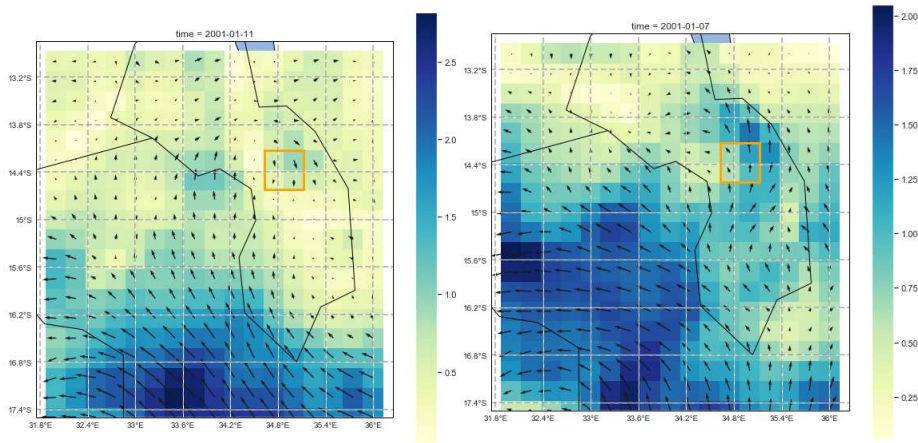 time = 2001-01-11
13.2°S
13.8°S
14.4°S
15°S
15.6°S
16.2°S
16.8°S
17.4°S
31.8°E 32.4°E 33°E 33.6°E 34.2°E 34.8°E 35.4°E 36°E
2.5
2.0
1.5
1.0
0.5
time = 2001-01-07
13.2°S
13.8°S
14.4°S
15°S
15.6°S
16.2°S
16.8°S
17.4°S
31.8°E 32.4°E 33°E 33.6°E 34.2°E 34.8°E 35.4°E 36°E
2.00
1.75
1.50
1.25
1.00
0.75
0.50
0.25